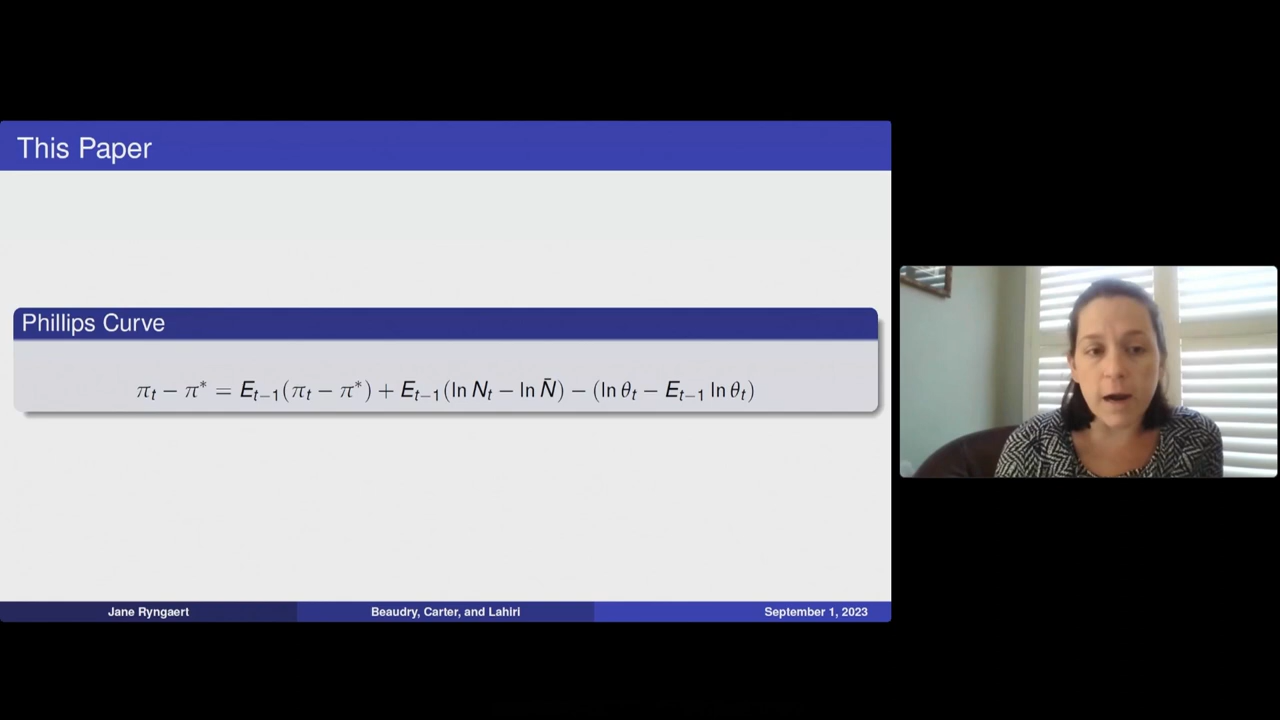 This Paper
Phillips Curve
πₜ − π* = Eₜ₋₁(πₜ − π*) + Eₜ₋₁(ln Nₜ − ln N̄) − (ln θₜ − Eₜ₋₁ ln θₜ)
Jane Ryngaert Beaudry, Carter, and Lahiri September 1, 2023